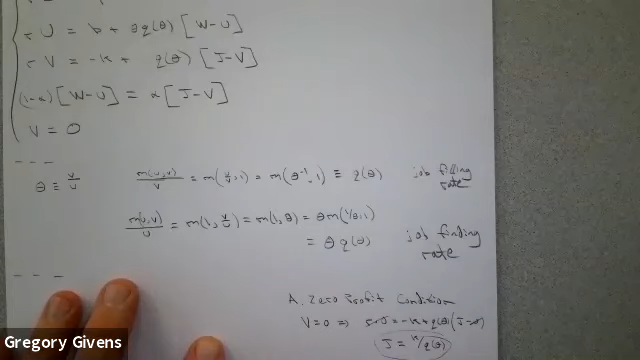 r U = b + θq(θ) [W-U]
r V = -κ + q(θ) [J-V]
(1-α)[W-U] = α[J-V]
V = 0
---
θ ≡ v/u
m(u,v)/v = m(u/v, 1) = m(θ⁻¹, 1) ≡ q(θ) job filling rate
m(u,v)/u = m(1, v/u) = m(1, θ) = θ m(1/θ, 1)
= θ q(θ) job finding rate
---
A. Zero Profit Condition
V=0 ⇒ = -κ + q(θ)(J-
J = κ/q(θ)
Gregory Givens